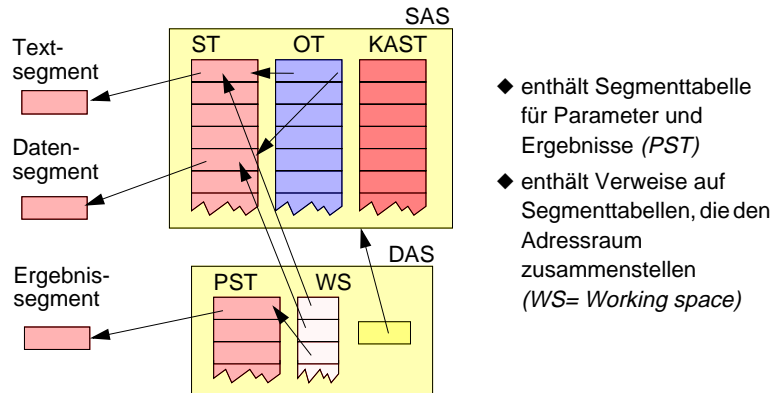 SAS
ST OT KAST
Text-
segment
Daten-
segment
DAS
Ergebnis-
segment
PST WS
◆ enthält Segmenttabelle
für Parameter und
Ergebnisse (PST)
◆ enthält Verweise auf
Segmenttabellen, die den
Adressraum
zusammenstellen
(WS= Working space)